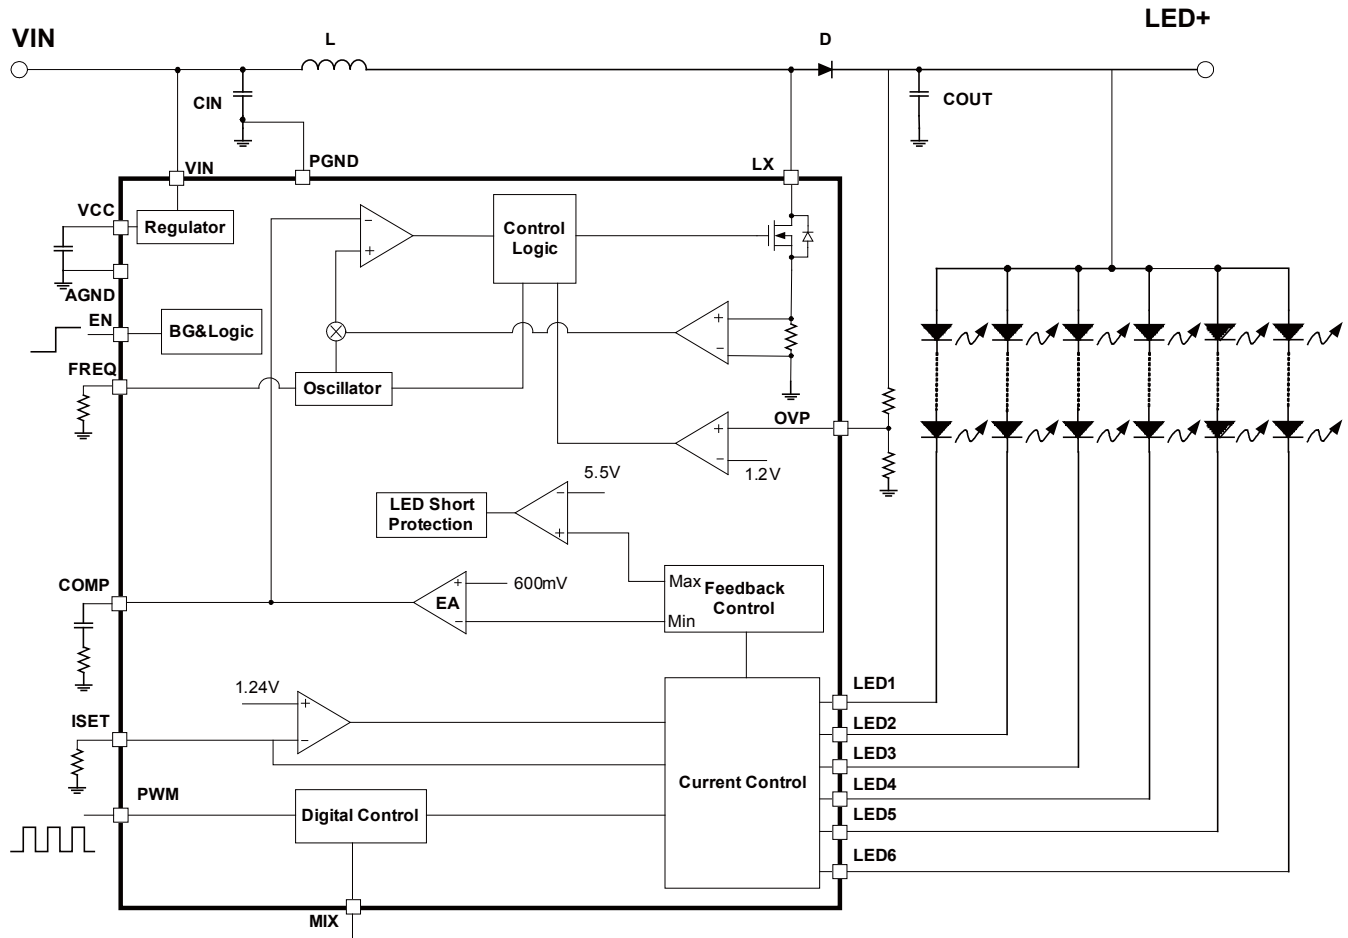 LED+
VIN
L
D
CIN
COUT
VIN
PGND
LX
VCC
Regulator
Control
Logic
AGND
EN
BG&Logic
FREQ
Oscillator
OVP
1.2V
5.5V
LED Short
Protection
COMP
EA
600mV
Max
Feedback
Control
Min
1.24V
ISET
LED1
LED2
LED3
LED4
LED5
LED6
Current Control
PWM
Digital Control
MIX